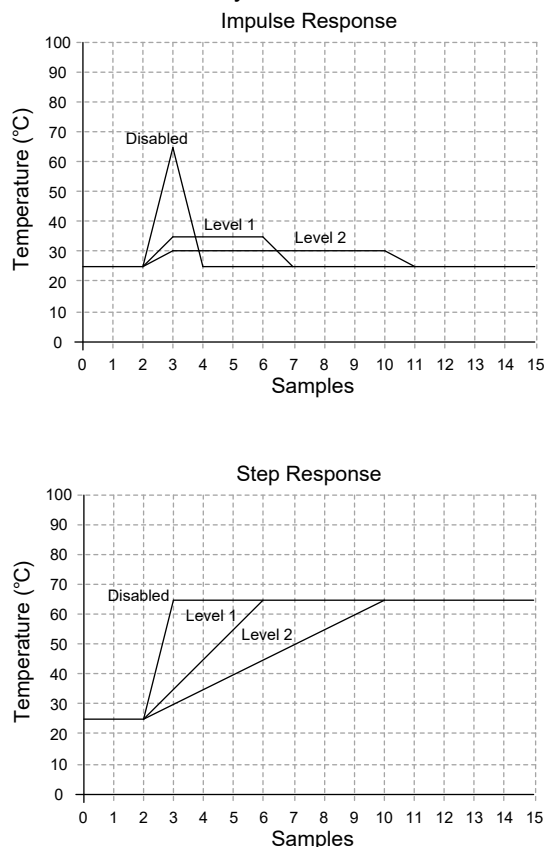 Impulse Response
100
90
80
70
60
50
40
30
20
10
0
Temperature (°C)
Disabled
Level 1
Level 2
0 1 2 3 4 5 6 7 8 9 10 11 12 13 14 15
Samples
Step Response
100
90
80
70
60
50
40
30
20
10
0
Temperature (°C)
Disabled
Level 1
Level 2
0 1 2 3 4 5 6 7 8 9 10 11 12 13 14 15
Samples